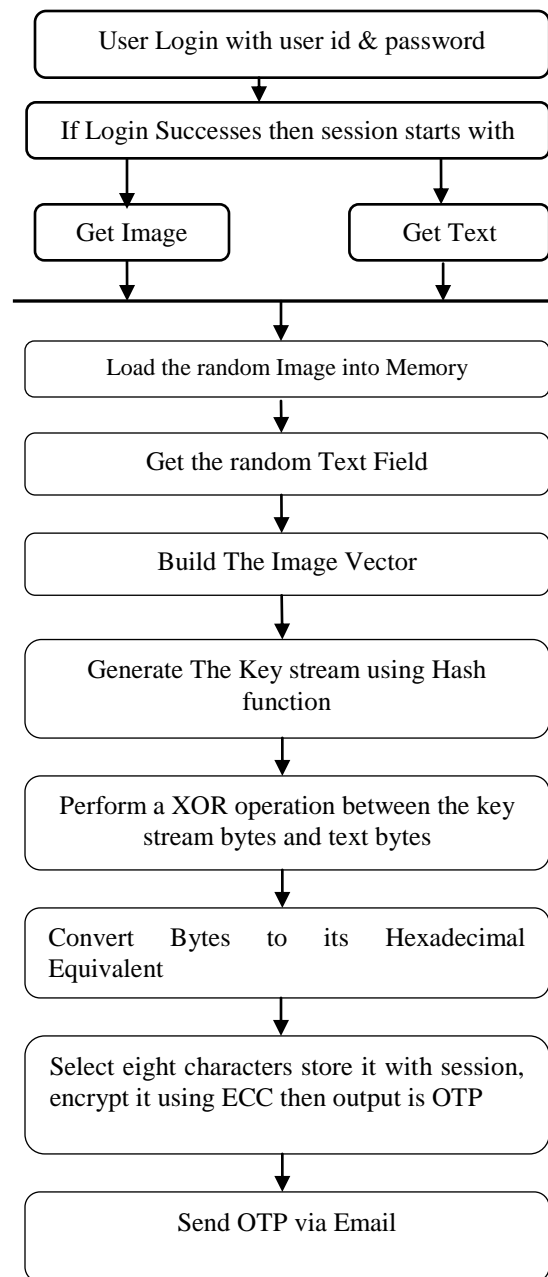 User Login with user id & password
If Login Successes then session starts with
Get Image
Get Text
Load the random Image into Memory
Get the random Text Field
Build The Image Vector
Generate The Key stream using Hash
function
Perform a XOR operation between the key
stream bytes and text bytes
Convert Bytes to its Hexadecimal
Equivalent
Select eight characters store it with session,
encrypt it using ECC then output is OTP
Send OTP via Email